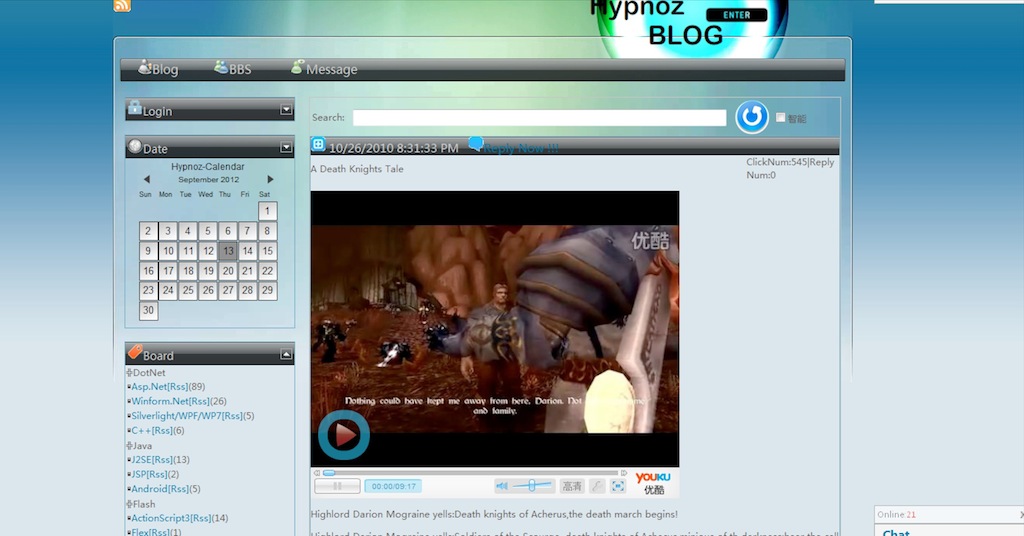 Hypnoz
ENTER
BLOG
Blog BBS Message
Login
Search:
智能
Date
10/26/2010 8:31:33 PM Reply Now !!!
Hypnoz-Calendar
September 2012
Sun Mon Tue Wed Thu Fri Sat
1
2 3 4 5 6 7 8
9 10 11 12 13 14 15
16 17 18 19 20 21 22
23 24 25 26 27 28 29
30
A Death Knights Tale
ClickNum:545|Reply
Num:0
优酷
Nothing could have kept me away from here, Darion. Not
and family.
00:00/09:17
高清
YOUKU
优酷
Board
DotNet
Asp.Net[Rss](89)
Winform.Net[Rss](26)
Silverlight/WPF/WP7[Rss](5)
C++[Rss](6)
Java
J2SE[Rss](13)
JSP[Rss](2)
Android[Rss](5)
Flash
ActionScript3[Rss](14)
Flex[Rss](1)
Highlord Darion Mograine yells:Death knights of Acherus,the death march begins!
Online 21
Chat